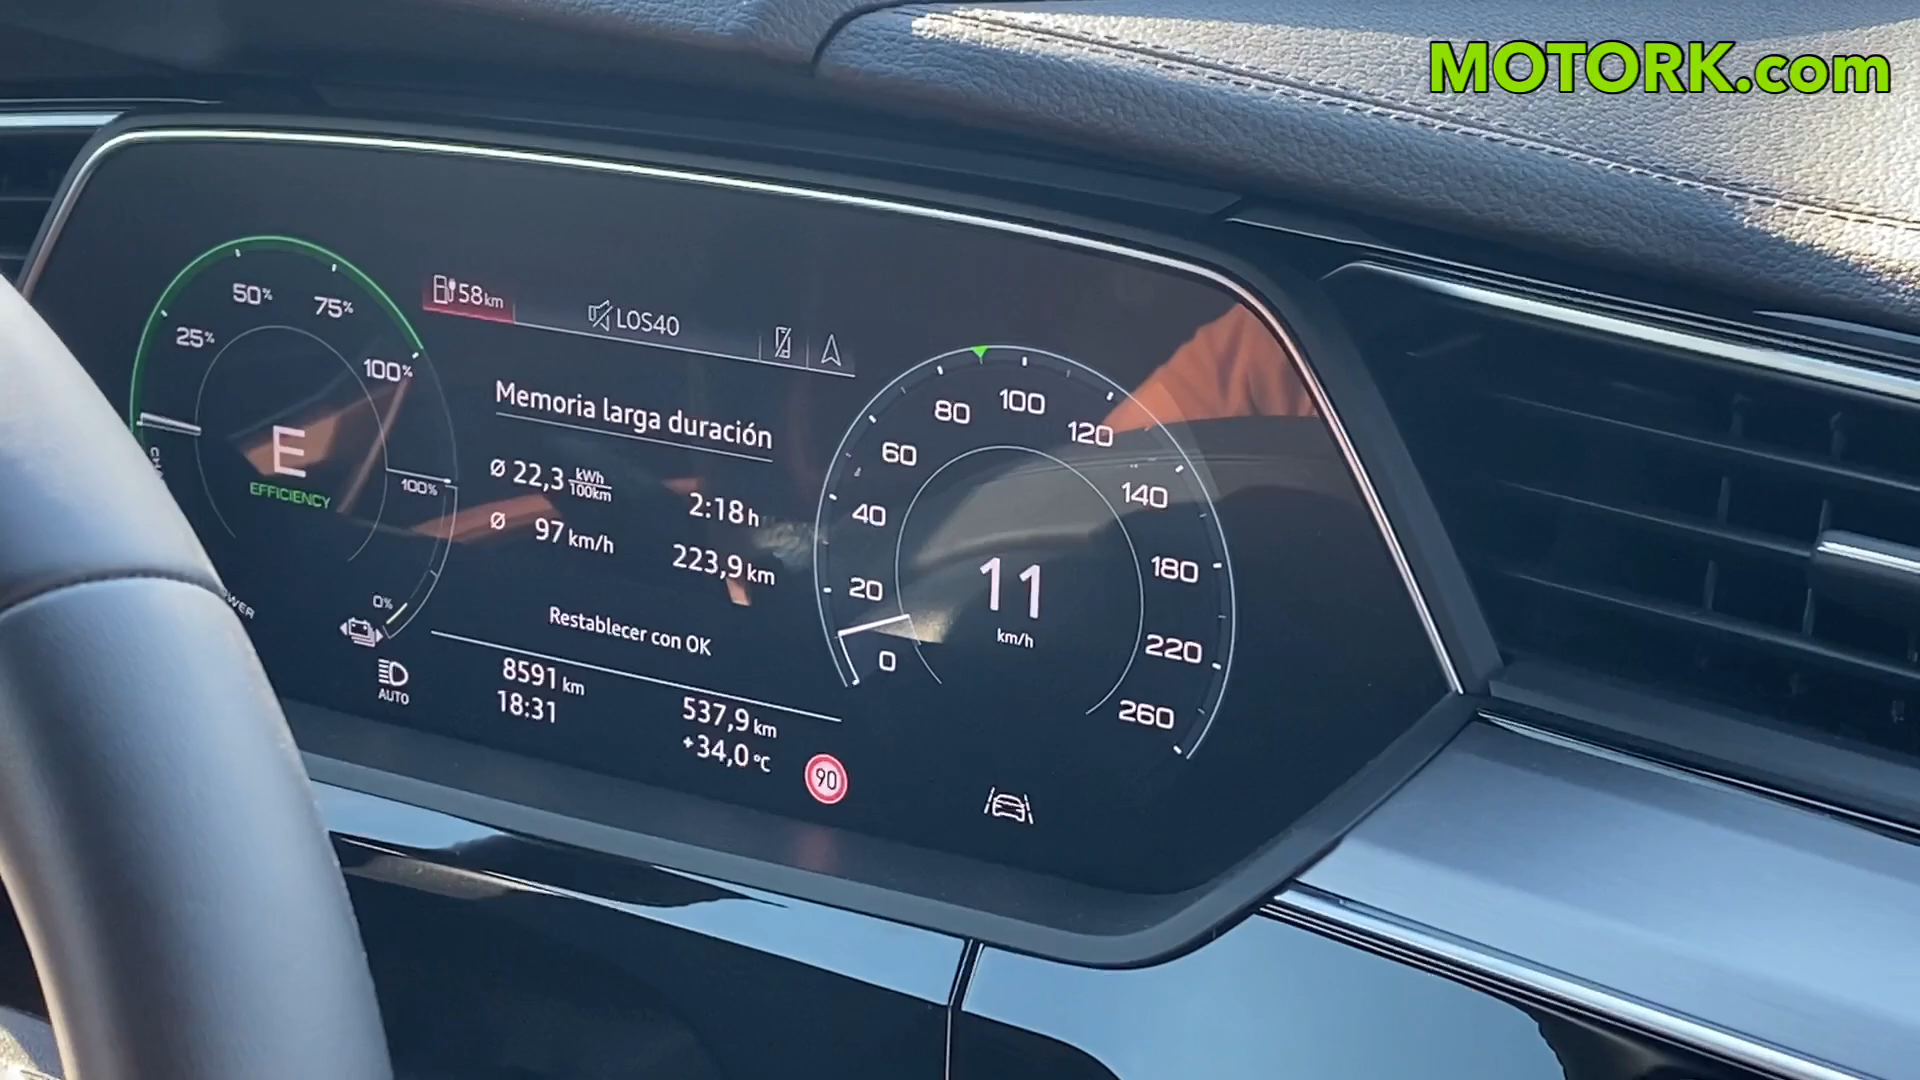 MOTORK.com
58 km
LOS40
50%
75%
25%
100%
E
EFFICIENCY
100%
0%
AUTO
Memoria larga duración
Ø 22,3 kWh/100km
2:18 h
Ø 97 km/h
223,9 km
Restablecer con OK
8591 km
537,9 km
18:31
+34,0 °C
90
0
20
40
60
80
100
120
140
180
220
260
11
km/h